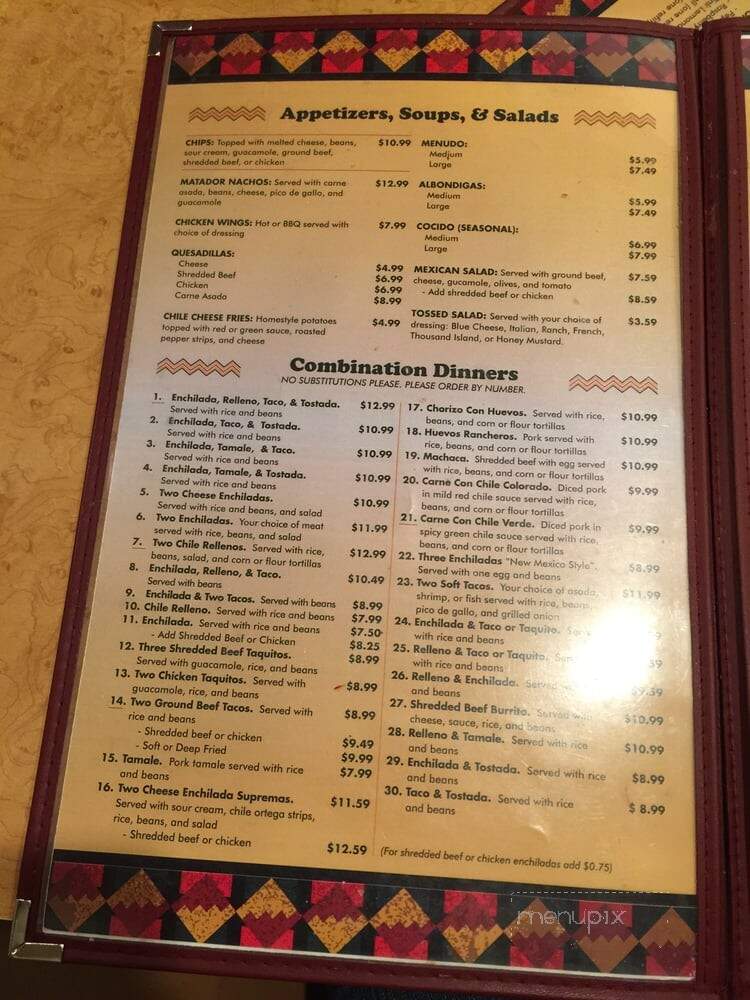 Appetizers, Soups, & Salads
CHIPS: Topped with melted cheese, beans, $10.99
sour cream, guacamole, ground beef,
shredded beef, or chicken
MATADOR NACHOS: Served with carne $12.99
asada, beans, cheese, pico de gallo, and
guacamole
CHICKEN WINGS: Hot or BBQ served with $7.99
choice of dressing
QUESADILLAS:
Cheese $4.99
Shredded Beef $6.99
Chicken $6.99
Carne Asada $8.99
CHILE CHEESE FRIES: Homestyle potatoes $4.99
topped with red or green sauce, roasted
pepper strips, and cheese
MENUDO:
Medium $5.99
Large $7.49
ALBONDIGAS:
Medium $5.99
Large $7.49
COCIDO (SEASONAL):
Medium $6.99
Large $7.99
MEXICAN SALAD: Served with ground beef, $7.59
cheese, gucamole, olives, and tomato
- Add shredded beef or chicken $8.59
TOSSED SALAD: Served with your choice of $3.59
dressing: Blue Cheese, Italian, Ranch, French,
Thousand Island, or Honey Mustard.
Combination Dinners
NO SUBSTITUTIONS PLEASE. PLEASE ORDER BY NUMBER.
1. Enchilada, Relleno, Taco, & Tostada. $12.99
Served with rice and beans
2. Enchilada, Taco, & Tostada. $10.99
Served with rice and beans
3. Enchilada, Tamale, & Taco. $10.99
Served with rice and beans
4. Enchilada, Tamale, & Tostada. $10.99
Served with rice and beans
5. Two Cheese Enchiladas. $10.99
Served with rice and beans, and salad
6. Two Enchiladas. Your choice of meat $11.99
served with rice, beans, and salad
7. Two Chile Rellenos. Served with rice, $12.99
beans, salad, and corn or flour tortillas
8. Enchilada, Relleno, & Taco. $10.49
Served with beans
9. Enchilada & Two Tacos. Served with beans $8.99
10. Chile Relleno. Served with rice and beans $7.99
11. Enchilada. Served with rice and beans $7.50
- Add Shredded Beef or Chicken $8.25
12. Three Shredded Beef Taquitos. $8.99
Served with guacamole, rice, and beans
13. Two Chicken Taquitos. Served with $8.99
guacamole, rice, and beans
14. Two Ground Beef Tacos. Served with $8.99
rice and beans
- Shredded beef or chicken $9.49
- Soft or Deep Fried $9.99
15. Tamale. Pork tamale served with rice $7.99
and beans
16. Two Cheese Enchilada Supremas. $11.59
Served with sour cream, chile ortega strips,
rice, beans, and salad
- Shredded beef or chicken $12.59
17. Chorizo Con Huevos. Served with rice, $10.99
beans, and corn or flour tortillas
18. Huevos Rancheros. Pork served with $10.99
rice, beans, and corn or flour tortillas
19. Machaca. Shredded beef with egg served $10.99
with rice, beans, and corn or flour tortillas
20. Carne Con Chile Colorado. Diced pork $9.99
in mild red chile sauce served with rice,
beans, and corn or flour tortillas
21. Carne Con Chile Verde. Diced pork in $9.99
spicy green chile sauce served with rice,
beans, and corn or flour tortillas
22. Three Enchiladas "New Mexico Style". $8.99
Served with one egg and beans
23. Two Soft Tacos. Your choice of asada, $11.99
shrimp, or fish served with rice, beans,
pico de gallo, and grilled onion
24. Enchilada & Taco or Taquito.
with rice and beans
25. Relleno & Taco or Taquito.
with rice and beans
26. Relleno & Enchilada. Served
and beans
27. Shredded Beef Burrito. Served with $10.99
cheese, sauce, rice, and beans
28. Relleno & Tamale. Served with rice $10.99
and beans
29. Enchilada & Tostada. Served with rice $8.99
and beans
30. Taco & Tostada. Served with rice $ 8.99
and beans
(For shredded beef or chicken enchiladas add $0.75)
menupix